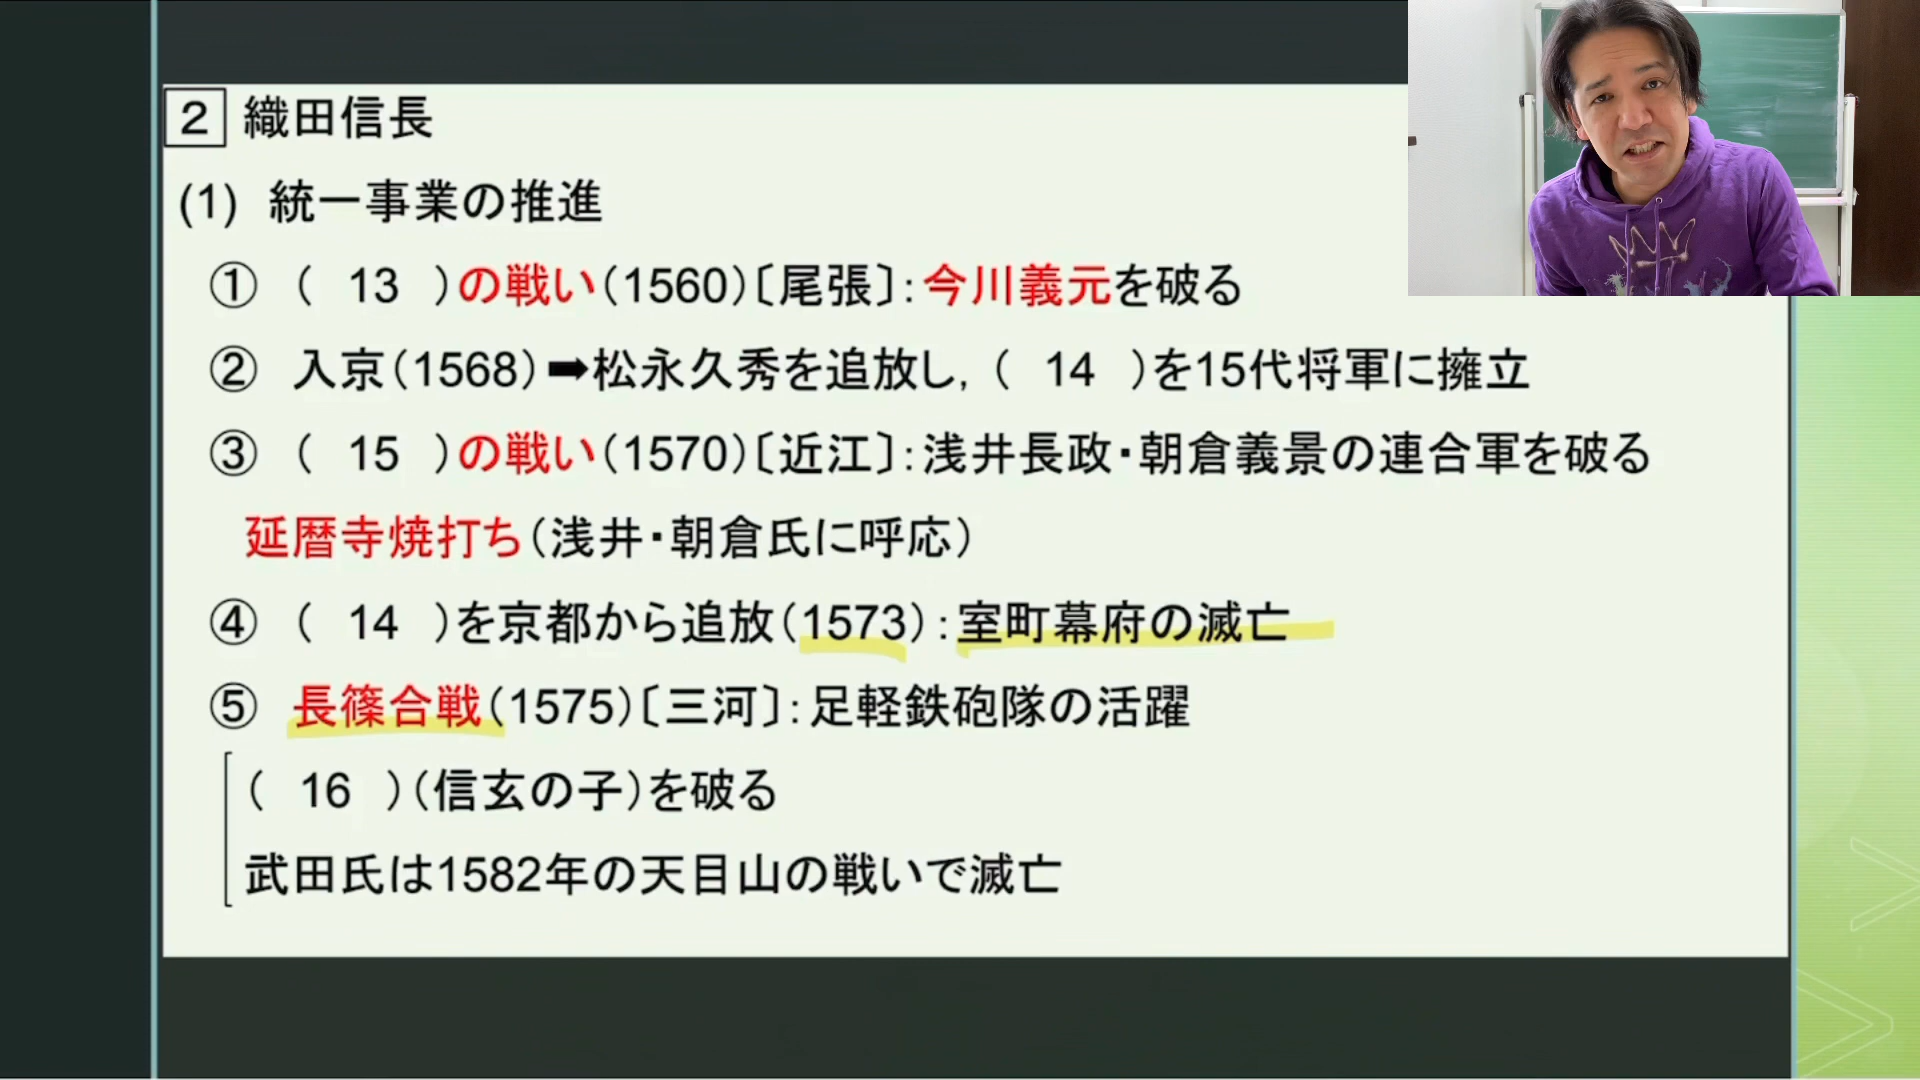 2 織田信長
(1) 統一事業の推進
① ( 13 )の戦い(1560)〔尾張〕:今川義元を破る
② 入京(1568)➡松永久秀を追放し,( 14 )を15代将軍に擁立
③ ( 15 )の戦い(1570)〔近江〕:浅井長政・朝倉義景の連合軍を破る
延暦寺焼打ち(浅井・朝倉氏に呼応)
④ ( 14 )を京都から追放(1573):室町幕府の滅亡
⑤ 長篠合戦(1575)〔三河〕:足軽鉄砲隊の活躍
( 16 )(信玄の子)を破る
武田氏は1582年の天目山の戦いで滅亡